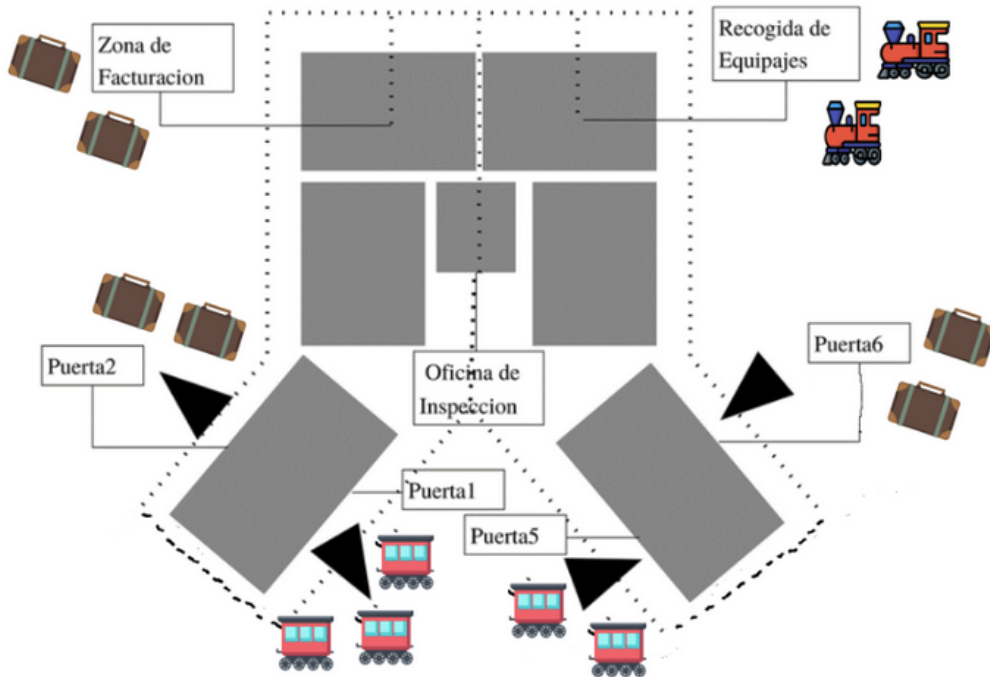 Zona de
Facturacion
Recogida de
Equipajes
Puerta2
Oficina de
Inspeccion
Puerta6
Puerta1
Puerta5